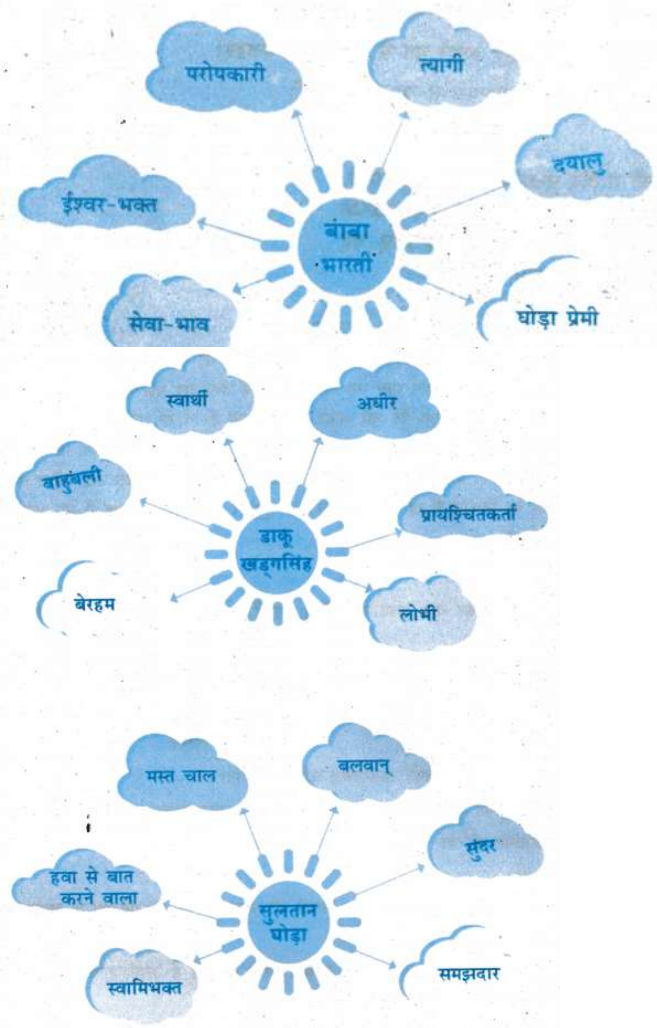 परोपकारी
त्यागी
दयालु
ईश्वर-भक्त
बाबा
भारती
सेवा-भाव
घोड़ा प्रेमी
स्वार्थी
अधीर
बाहुबली
प्रायश्चितकर्ता
डाकू
खड्गसिंह
बेरहम
लोभी
मस्त चाल
बलवान्
सुंदर
हवा से बात
करने वाला
सुलतान
घोड़ा
स्वामिभक्त
समझदार